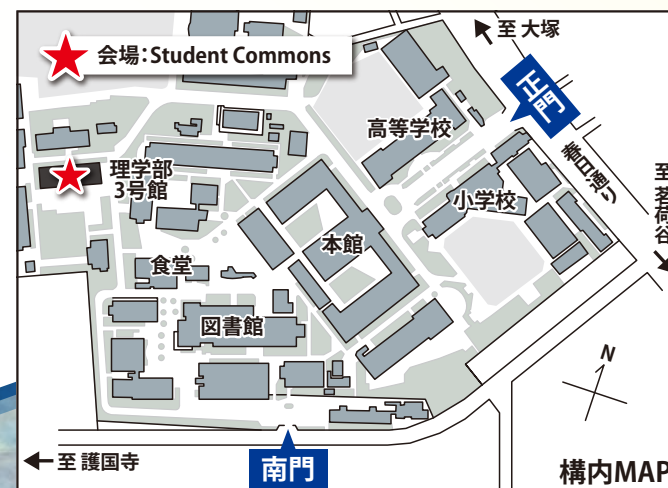 会場：Student Commons
至 大塚
正門
高等学校
春日通り
至 茗荷谷
理学部
3号館
小学校
本館
食堂
図書館
N
至 護国寺
南門
構内MAP